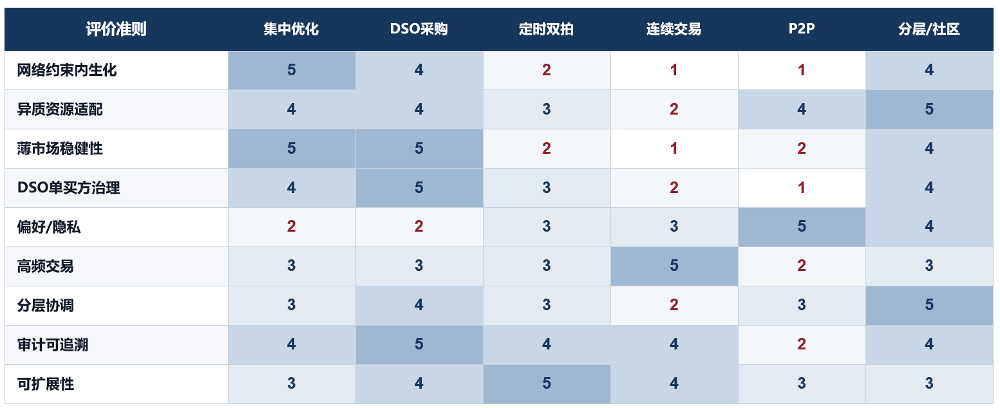 评价准则 集中优化 DSO采购 定时双拍 连续交易 P2P 分层/社区
网络约束内生化 5 4 2 1 1 4
异质资源适配 4 4 3 2 4 5
薄市场稳健性 5 5 2 1 2 4
DSO单买方治理 4 5 3 2 1 4
偏好/隐私 2 2 3 3 5 4
高频交易 3 3 3 5 2 3
分层协调 3 4 3 2 3 5
审计可追溯 4 5 4 4 2 4
可扩展性 3 4 5 4 3 3